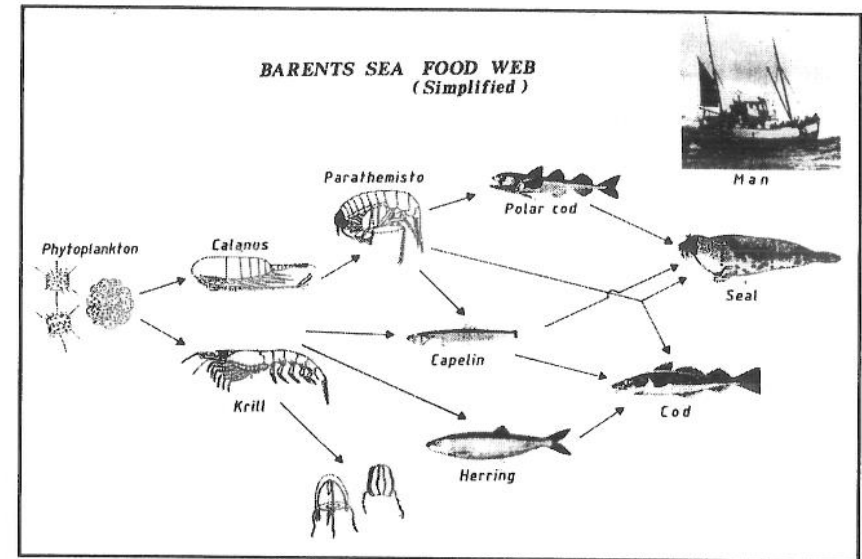 BARENTS SEA FOOD WEB
(Simplified)
Man
Parathemisto
Polar cod
Phytoplankton
Calanus
Seal
Capelin
Krill
Cod
Herring